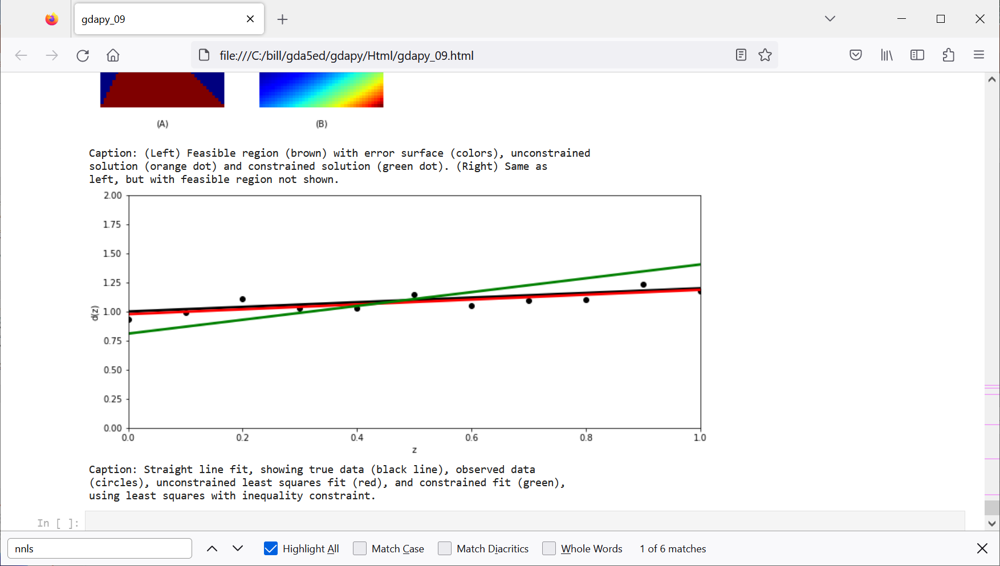 gdapy_09
file:///C:/bill/gda5ed/gdapy/Html/gdapy_09.html
(A)
(B)
Caption: (Left) Feasible region (brown) with error surface (colors), unconstrained
solution (orange dot) and constrained solution (green dot). (Right) Same as
left, but with feasible region not shown.
2.00
1.75
1.50
1.25
1.00
0.75
0.50
0.25
0.00
d(z)
0.0
0.2
0.4
0.6
0.8
1.0
z
Caption: Straight line fit, showing true data (black line), observed data
(circles), unconstrained least squares fit (red), and constrained fit (green),
using least squares with inequality constraint.
In [ ]:
nnls
Highlight All
Match Case
Match Diacritics
Whole Words
1 of 6 matches